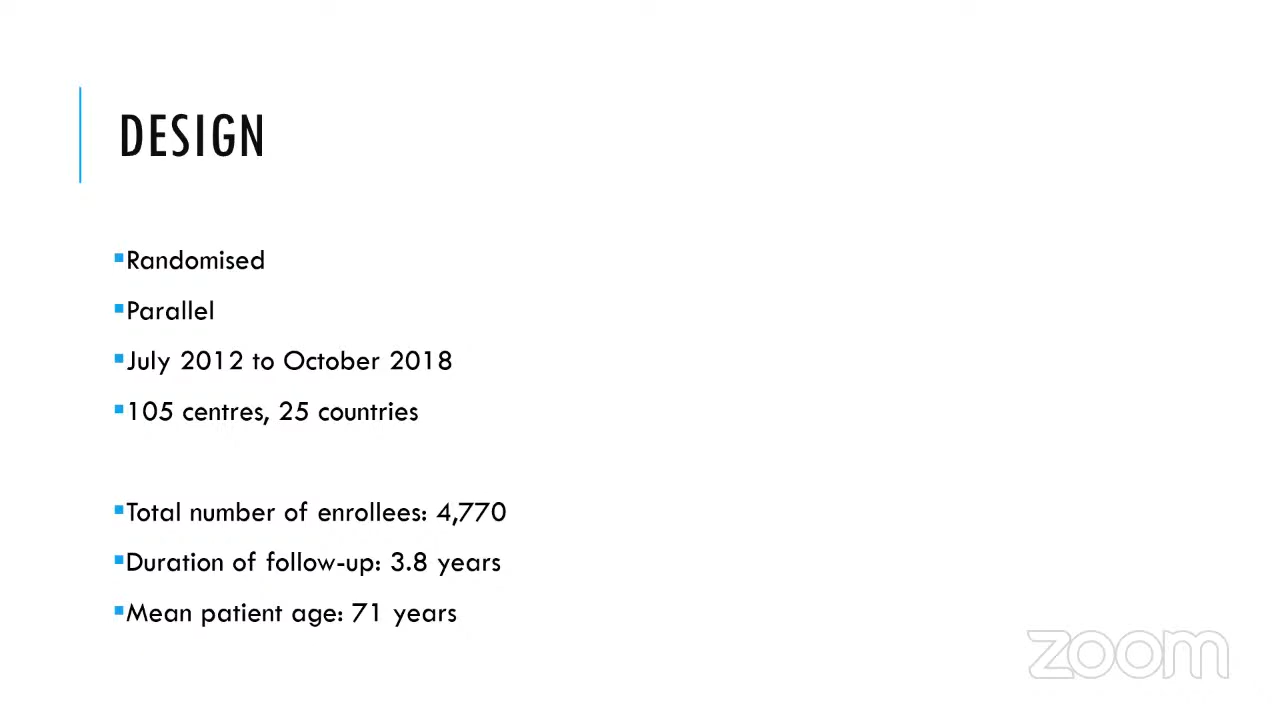 DESIGN
▪Randomised
▪Parallel
▪July 2012 to October 2018
▪105 centres, 25 countries
▪Total number of enrollees: 4,770
▪Duration of follow-up: 3.8 years
▪Mean patient age: 71 years
zoom